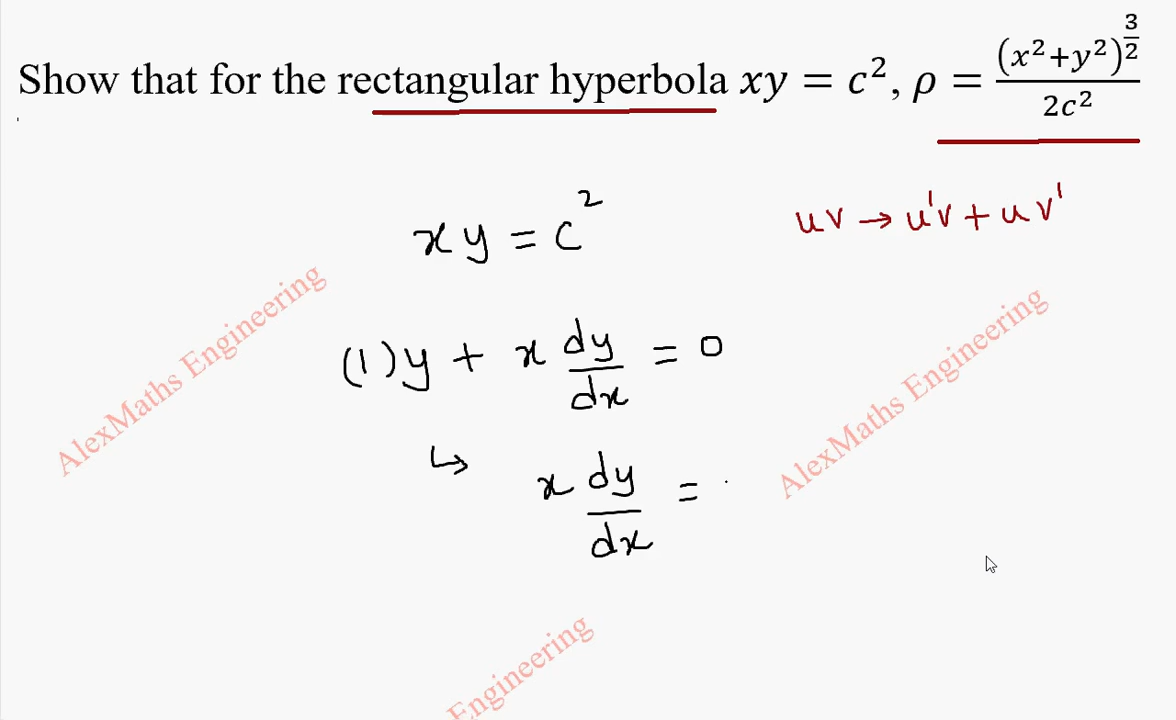 Show that for the rectangular hyperbola xy = c², ρ = (x²+y²)^(3/2) / 2c²
xy = c²
uv → u'v + uv'
(1)y + x dy/dx = 0
↳ x dy/dx =
AlexMaths Engineering
AlexMaths Engineering
Engineering